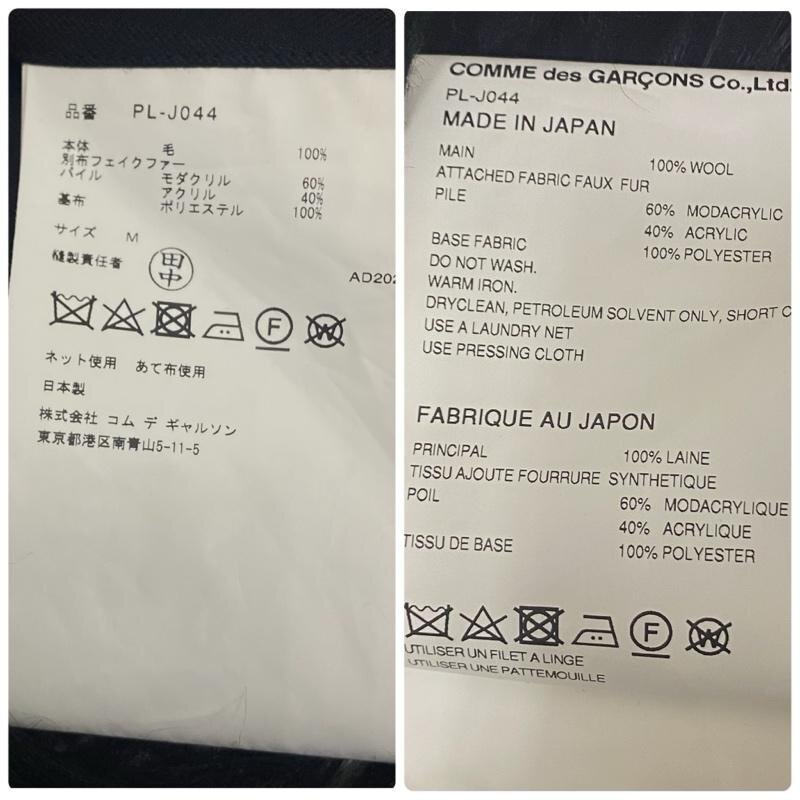 品番 PL-J044
本体 毛 100%
別布フェイクファー
パイル モダクリル 60%
アクリル 40%
基布 ポリエステル 100%
サイズ M
縫製責任者 田中
AD202
F W
ネット使用 あて布使用
日本製
株式会社 コム デ ギャルソン
東京都港区南青山5-11-5
COMME des GARÇONS Co.,Ltd.
PL-J044
MADE IN JAPAN
MAIN 100% WOOL
ATTACHED FABRIC FAUX FUR
PILE 60% MODACRYLIC
40% ACRYLIC
BASE FABRIC 100% POLYESTER
DO NOT WASH.
WARM IRON.
DRYCLEAN, PETROLEUM SOLVENT ONLY, SHORT C
USE A LAUNDRY NET
USE PRESSING CLOTH
FABRIQUE AU JAPON
PRINCIPAL 100% LAINE
TISSU AJOUTE FOURRURE SYNTHETIQUE
POIL 60% MODACRYLIQUE
40% ACRYLIQUE
TISSU DE BASE 100% POLYESTER
F W
UTILISER UN FILET A LINGE
UTILISER UNE PATTEMOUILLE